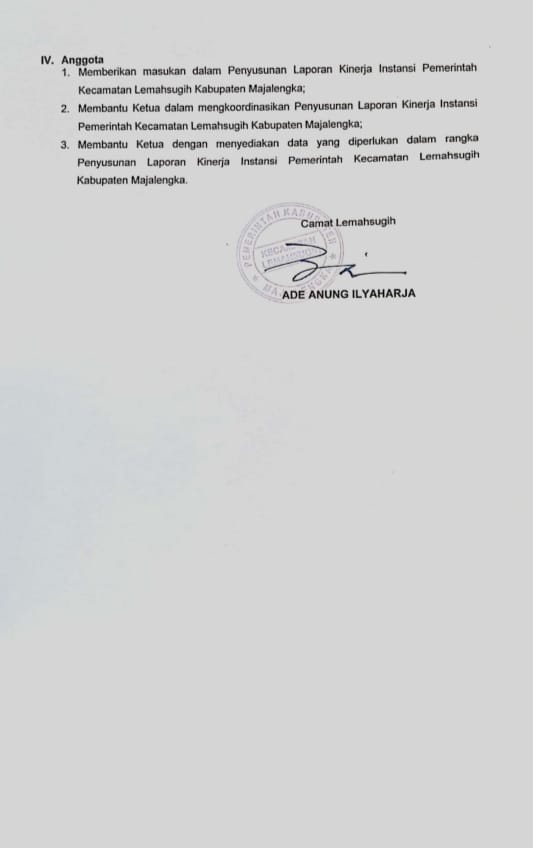 IV. Anggota
1. Memberikan masukan dalam Penyusunan Laporan Kinerja Instansi Pemerintah
Kecamatan Lemahsugih Kabupaten Majalengka;
2. Membantu Ketua dalam mengkoordinasikan Penyusunan Laporan Kinerja Instansi
Pemerintah Kecamatan Lemahsugih Kabupaten Majalengka;
3. Membantu Ketua dengan menyediakan data yang diperlukan dalam rangka
Penyusunan Laporan Kinerja Instansi Pemerintah Kecamatan Lemahsugih
Kabupaten Majalengka.
Camat Lemahsugih
PEMERINTAH KABUPATEN
KECAMATAN
LEMAHSUGIH
MAJALENGKA
ADE ANUNG ILYAHARJA